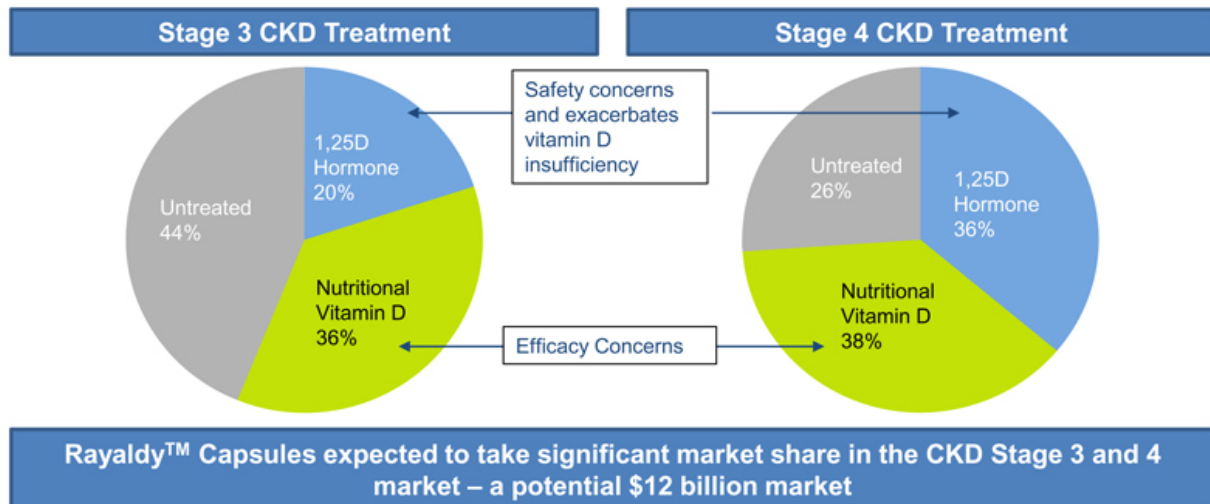 Stage 3 CKD Treatment
Stage 4 CKD Treatment
Safety concerns
and exacerbates
vitamin D
insufficiency
1,25D
Hormone
20%
Untreated
44%
Nutritional
Vitamin D
36%
Untreated
26%
1,25D
Hormone
36%
Nutritional
Vitamin D
38%
Efficacy Concerns
Rayaldy™ Capsules expected to take significant market share in the CKD Stage 3 and 4
market – a potential $12 billion market